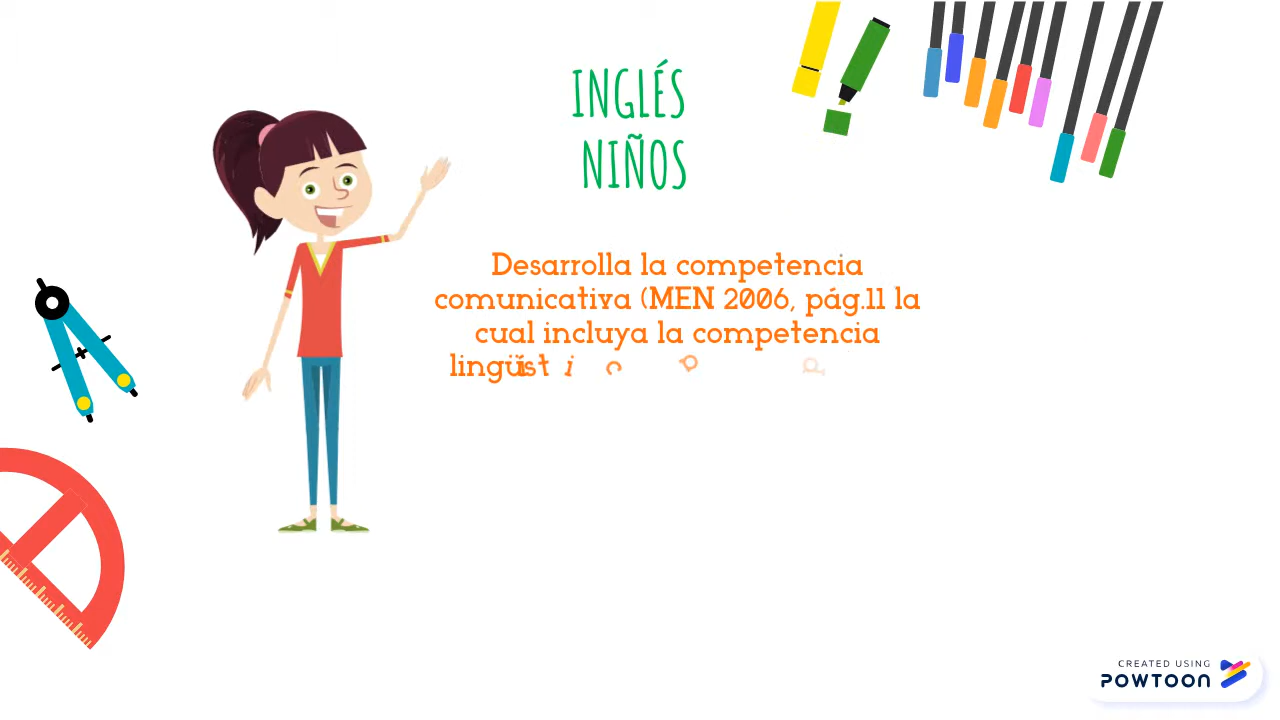 INGLÉS
NIÑOS
Desarrolla la competencia
comunicativa (MEN 2006, pág.11 la
cual incluya la competencia
CREATED USING
POWTOON